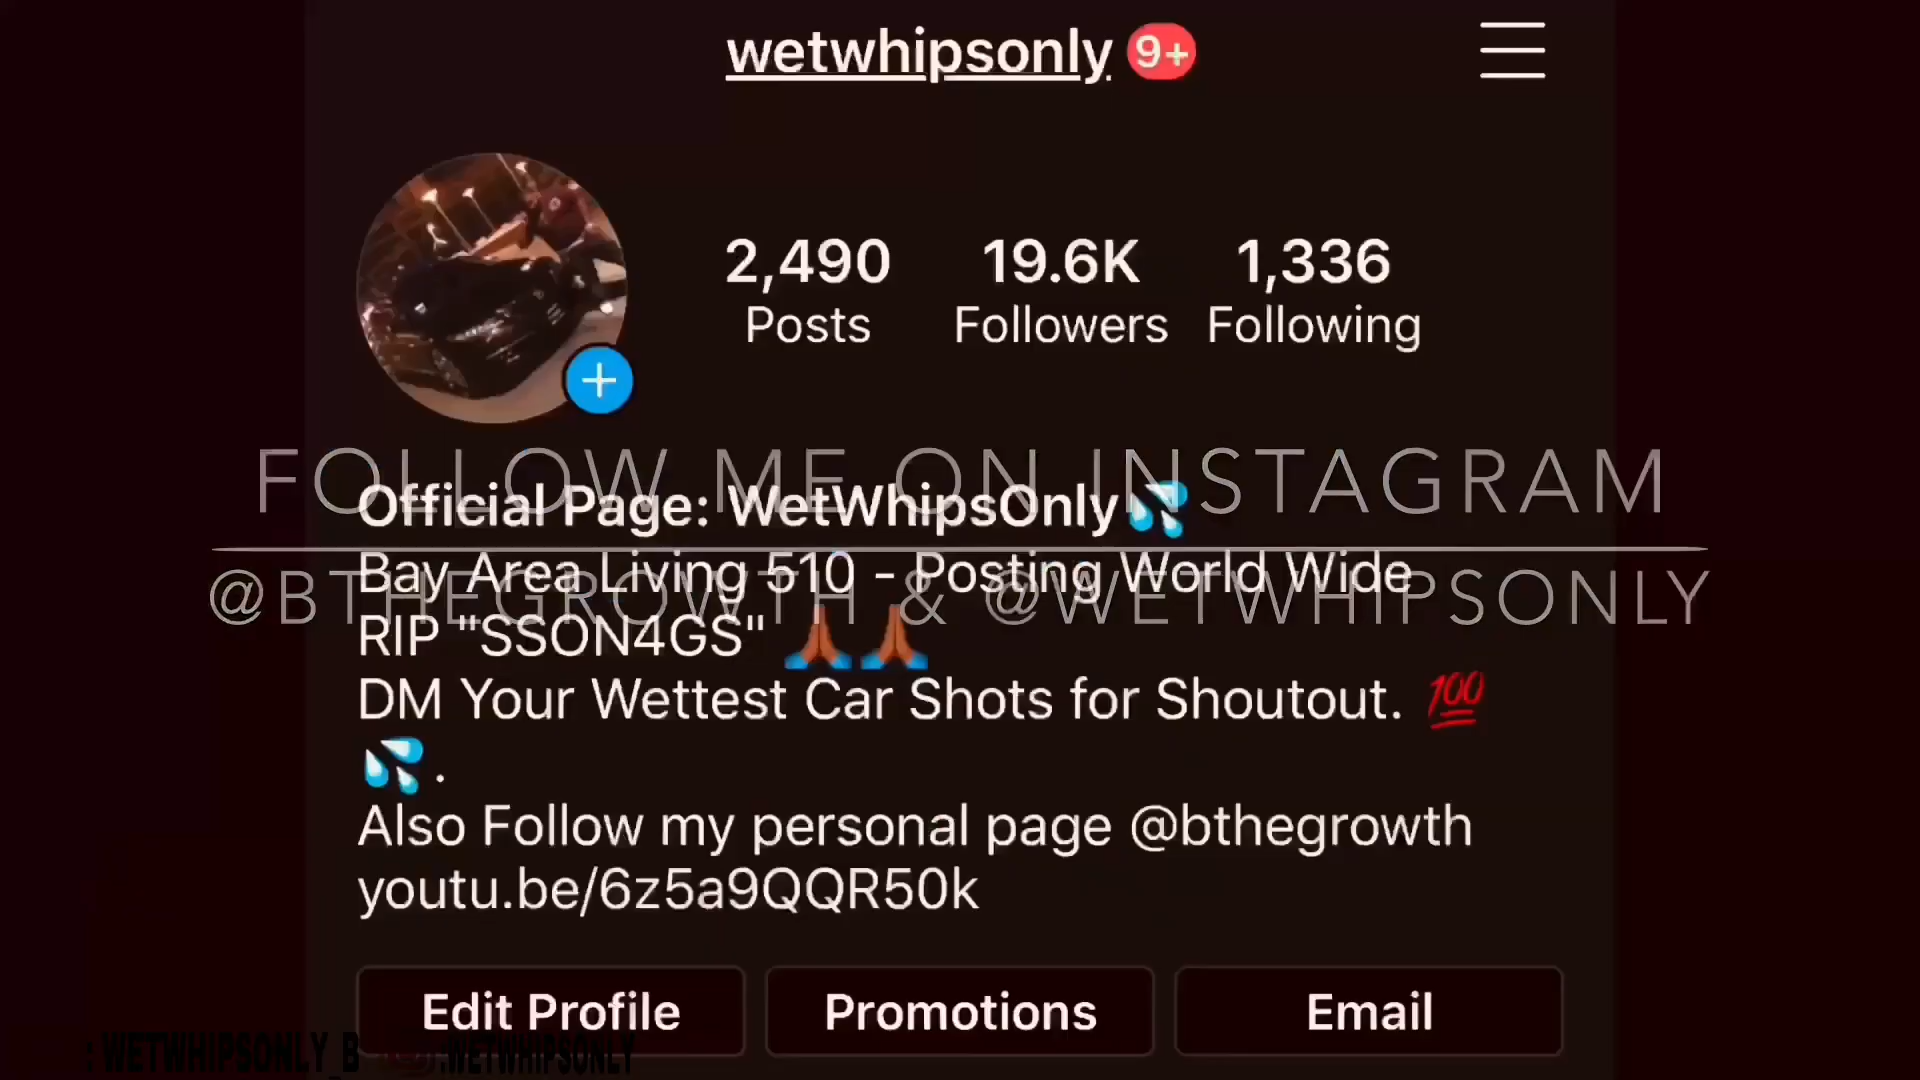 wetwhipsonly 9+
2,490 19.6K 1,336
Posts Followers Following
FOLLOW ME ON INSTAGRAM
Official Page: WetWhipsOnly💦
Bay Area Living 510 - Posting World Wide
@BTHEGROWTH & @WETWHIPSONLY
RIP "SSON4GS" 🙏🏾🙏🏾
DM Your Wettest Car Shots for Shoutout. 💯
💦.
Also Follow my personal page @bthegrowth
youtu.be/6z5a9QQR50k
Edit Profile Promotions Email
: WETWHIPSONLY_B :WETWHIPSONLY